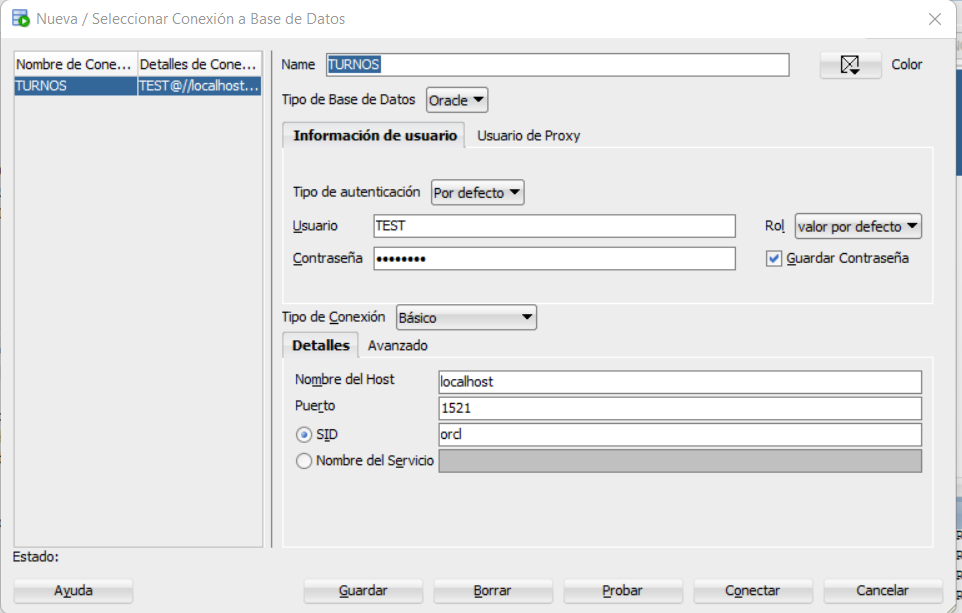 Nueva / Seleccionar Conexión a Base de Datos
Nombre de Cone... Detalles de Cone...
TURNOS TEST@//localhost...
Name TURNOS Color
Tipo de Base de Datos Oracle
Información de usuario Usuario de Proxy
Tipo de autenticación Por defecto
Usuario TEST Rol valor por defecto
Contraseña •••••••• Guardar Contraseña
Tipo de Conexión Básico
Detalles Avanzado
Nombre del Host localhost
Puerto 1521
SID orcl
Nombre del Servicio
Estado:
Ayuda Guardar Borrar Probar Conectar Cancelar